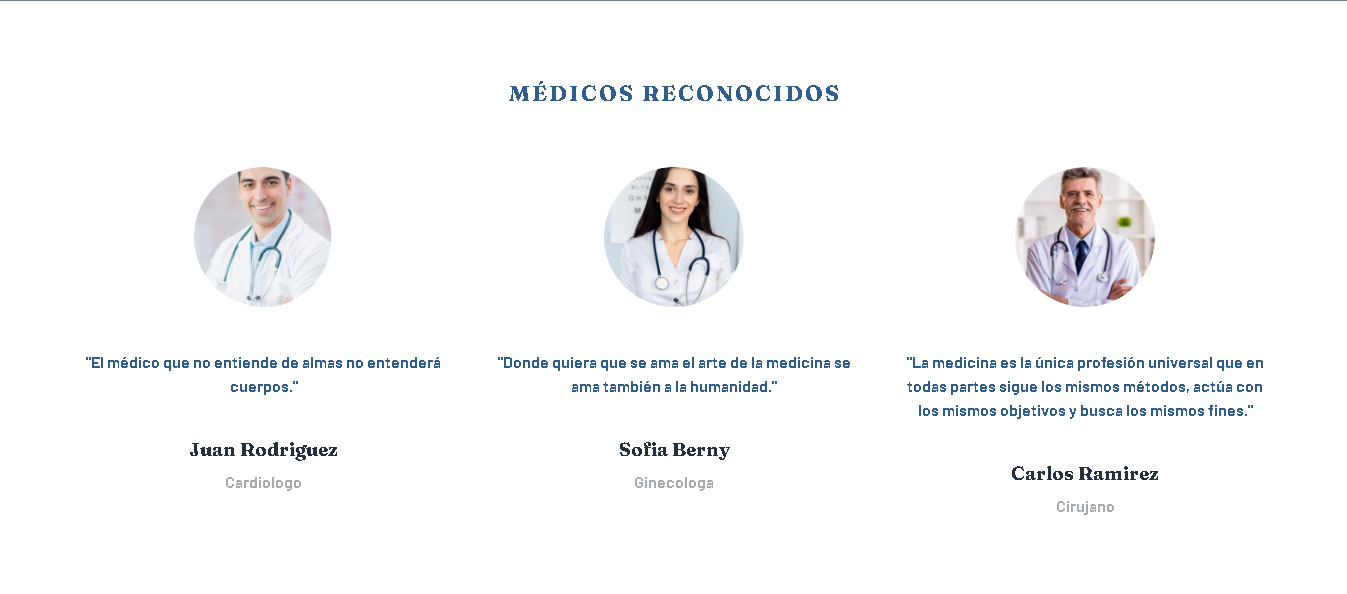 MÉDICOS RECONOCIDOS
"El médico que no entiende de almas no entenderá
cuerpos."
Juan Rodriguez
Cardiologo
"Donde quiera que se ama el arte de la medicina se
ama también a la humanidad."
Sofia Berny
Ginecologa
"La medicina es la única profesión universal que en
todas partes sigue los mismos métodos, actúa con
los mismos objetivos y busca los mismos fines."
Carlos Ramirez
Cirujano